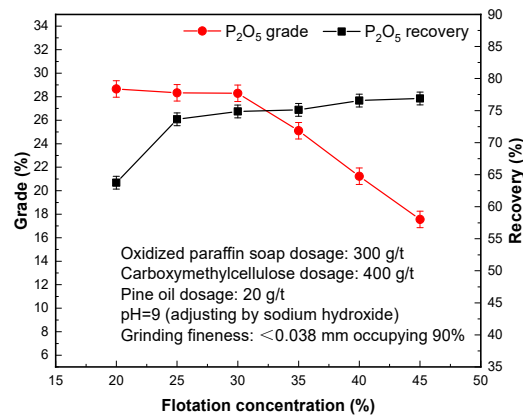 P₂O₅ grade P₂O₅ recovery
Grade (%)
34
32
30
28
26
24
22
20
18
16
14
12
10
8
6
Recovery (%)
90
85
80
75
70
65
60
55
50
45
40
35
Oxidized paraffin soap dosage: 300 g/t
Carboxymethylcellulose dosage: 400 g/t
Pine oil dosage: 20 g/t
pH=9 (adjusting by sodium hydroxide)
Grinding fineness: <0.038 mm occupying 90%
15 20 25 30 35 40 45 50
Flotation concentration (%)